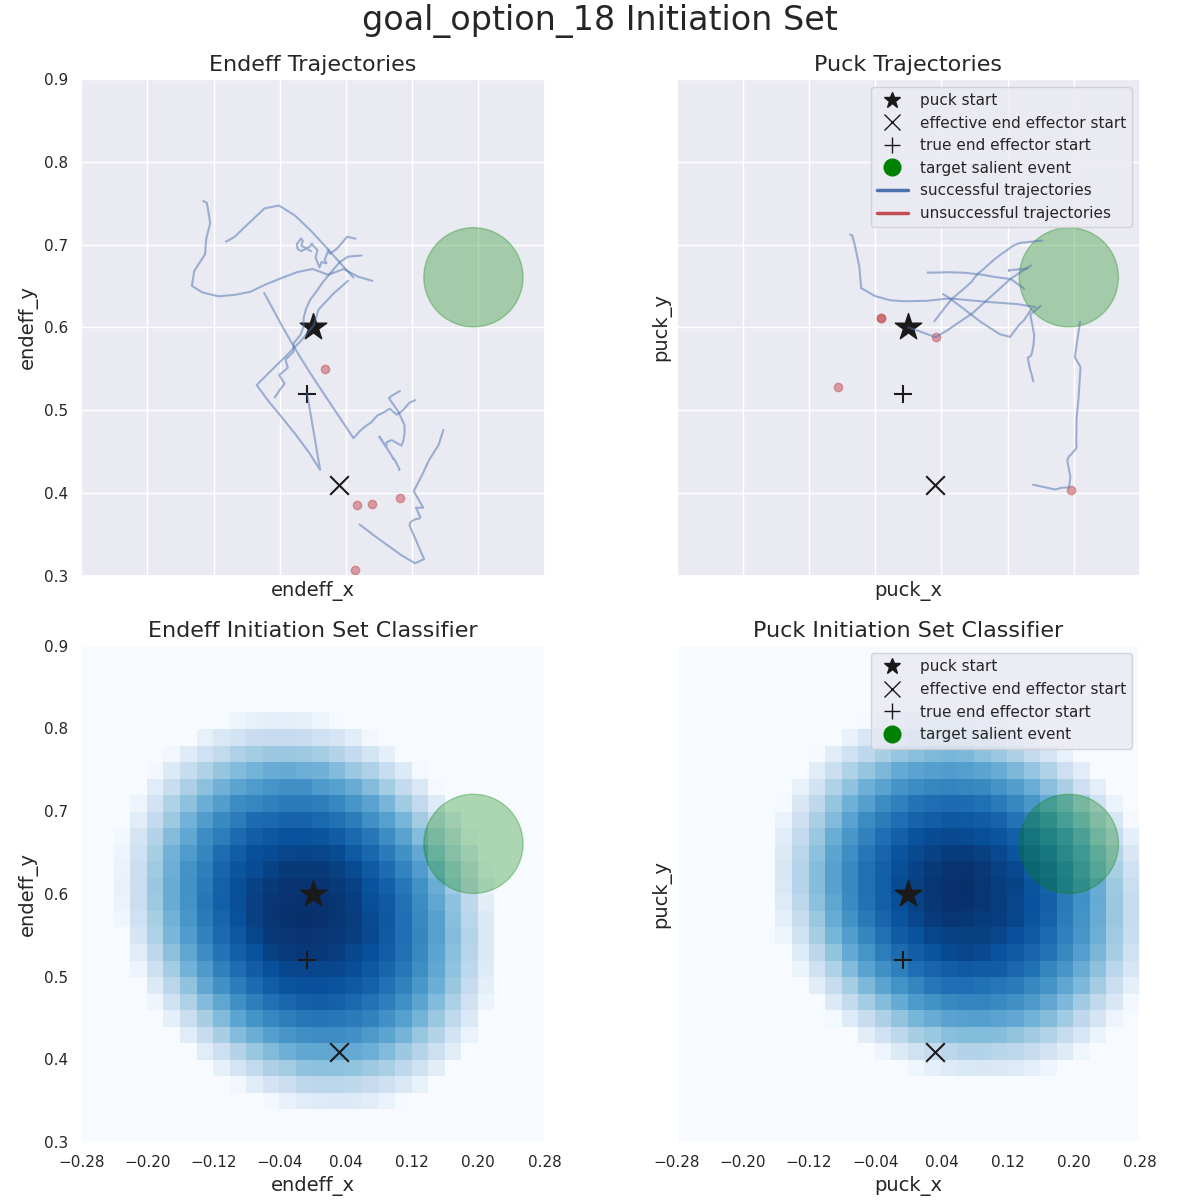 goal_option_18 Initiation Set
Endeff Trajectories
Puck Trajectories
0.9
0.8
0.7
0.6
0.5
0.4
0.3
endeff_y
endeff_x
puck_y
puck_x
puck start
effective end effector start
true end effector start
target salient event
successful trajectories
unsuccessful trajectories
Endeff Initiation Set Classifier
Puck Initiation Set Classifier
0.9
0.8
0.7
0.6
0.5
0.4
0.3
endeff_y
−0.28 −0.20 −0.12 −0.04 0.04 0.12 0.20 0.28
endeff_x
puck_y
puck start
effective end effector start
true end effector start
target salient event
−0.28 −0.20 −0.12 −0.04 0.04 0.12 0.20 0.28
puck_x